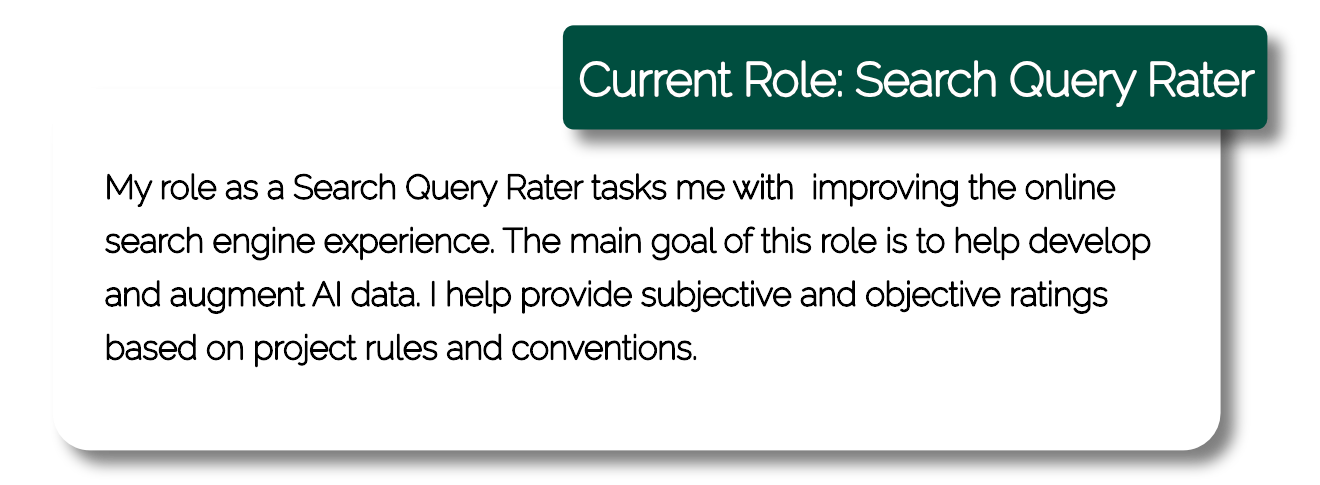 Current Role: Search Query Rater
My role as a Search Query Rater tasks me with  improving the online
search engine experience. The main goal of this role is to help develop
and augment AI data. I help provide subjective and objective ratings
based on project rules and conventions.